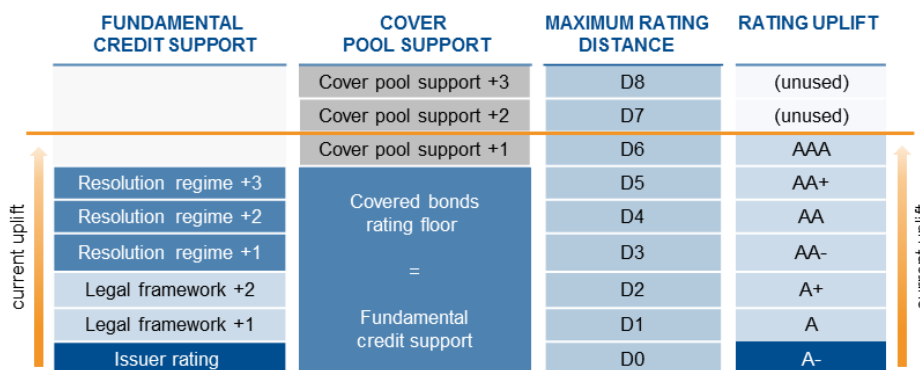 FUNDAMENTAL CREDIT SUPPORT
COVER POOL SUPPORT
MAXIMUM RATING DISTANCE
RATING UPLIFT
Cover pool support +3
D8
(unused)
Cover pool support +2
D7
(unused)
Cover pool support +1
D6
AAA
Resolution regime +3
D5
AA+
Resolution regime +2
D4
AA
Resolution regime +1
D3
AA-
Legal framework +2
D2
A+
Legal framework +1
D1
A
Issuer rating
D0
A-
Covered bonds
rating floor
=
Fundamental
credit support
current uplift
current uplift